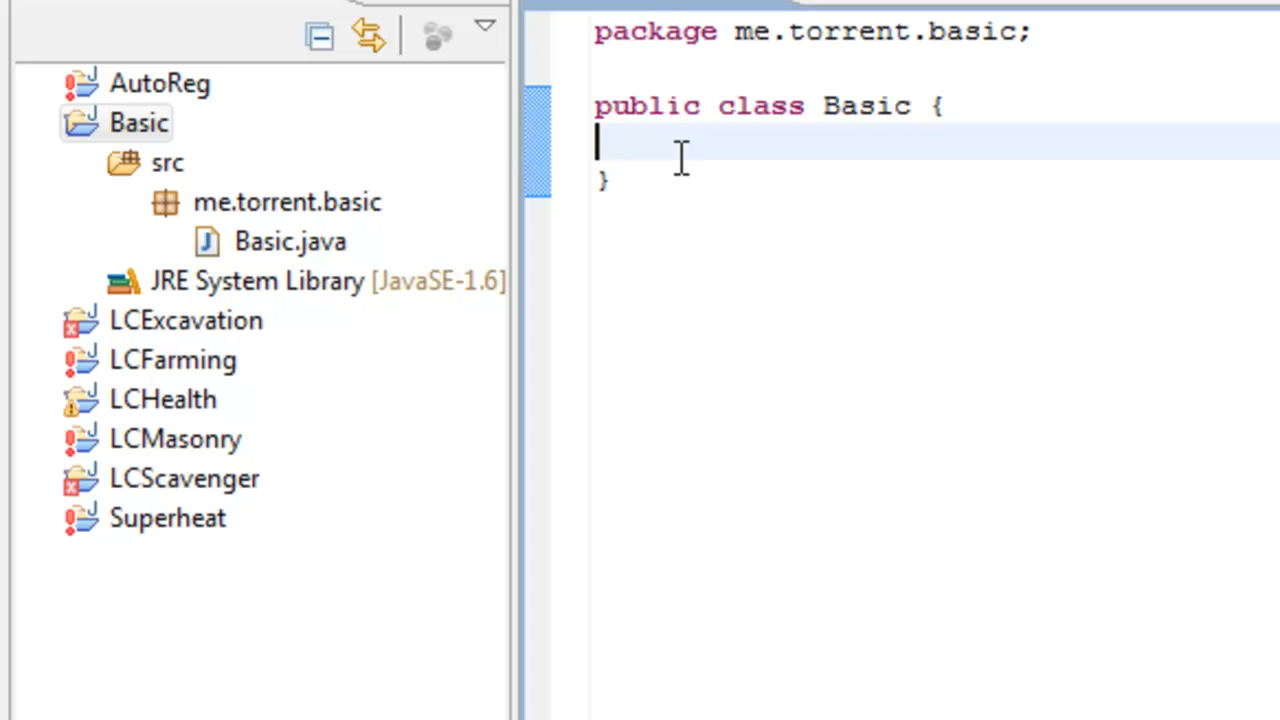 AutoReg
Basic
src
me.torrent.basic
Basic.java
JRE System Library [JavaSE-1.6]
LCExcavation
LCFarming
LCHealth
LCMasonry
LCScavenger
Superheat
package me.torrent.basic;
public class Basic {
}